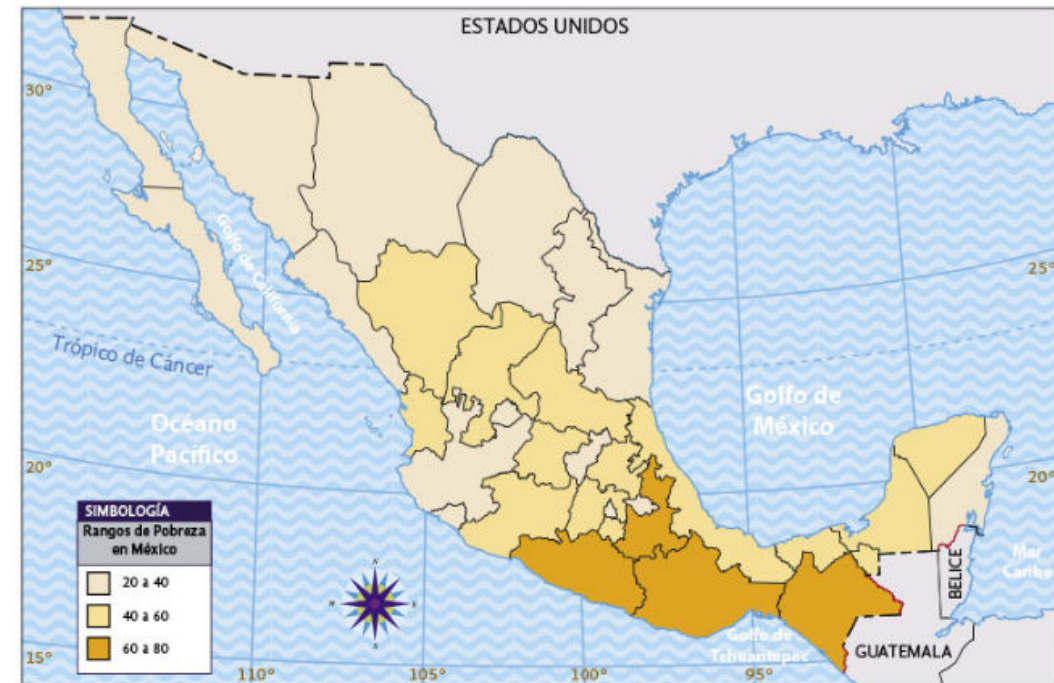 ESTADOS UNIDOS
30°
Golfo de California
25°
25°
Trópico de Cáncer
Golfo de
México
Océano
Pacífico
20°
20°
SIMBOLOGÍA
Rangos de Pobreza
en México
20 a 40
40 a 60
60 a 80
N
E
S
Mar
Caribe
BELICE
Golfo de
Tehuantepec
GUATEMALA
15°
110°
105°
100°
95°